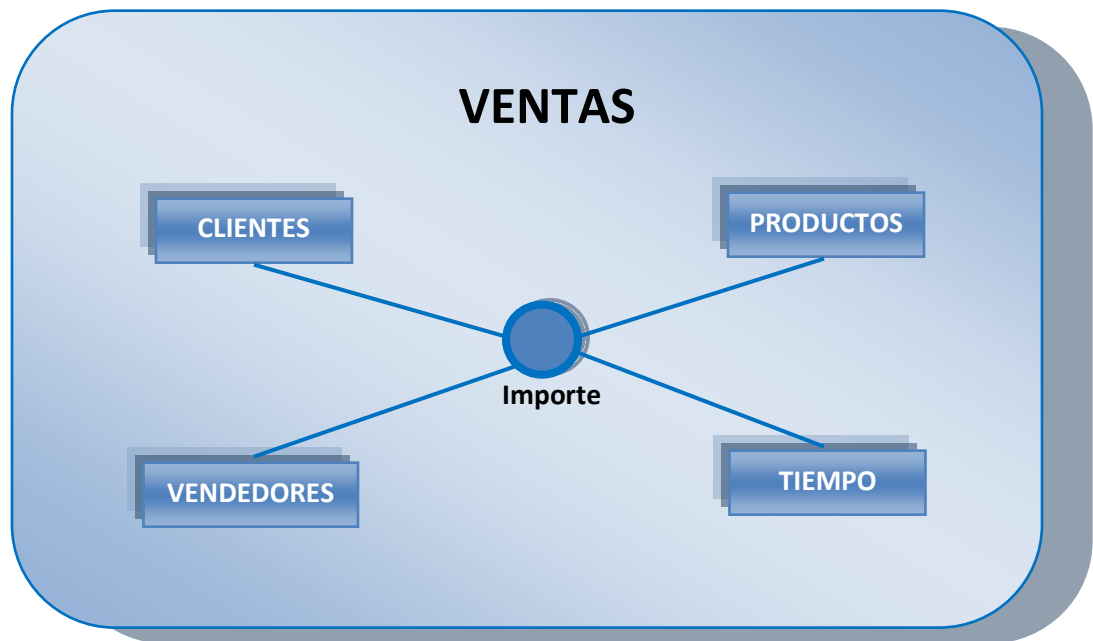 VENTAS
CLIENTES
PRODUCTOS
Importe
VENDEDORES
TIEMPO